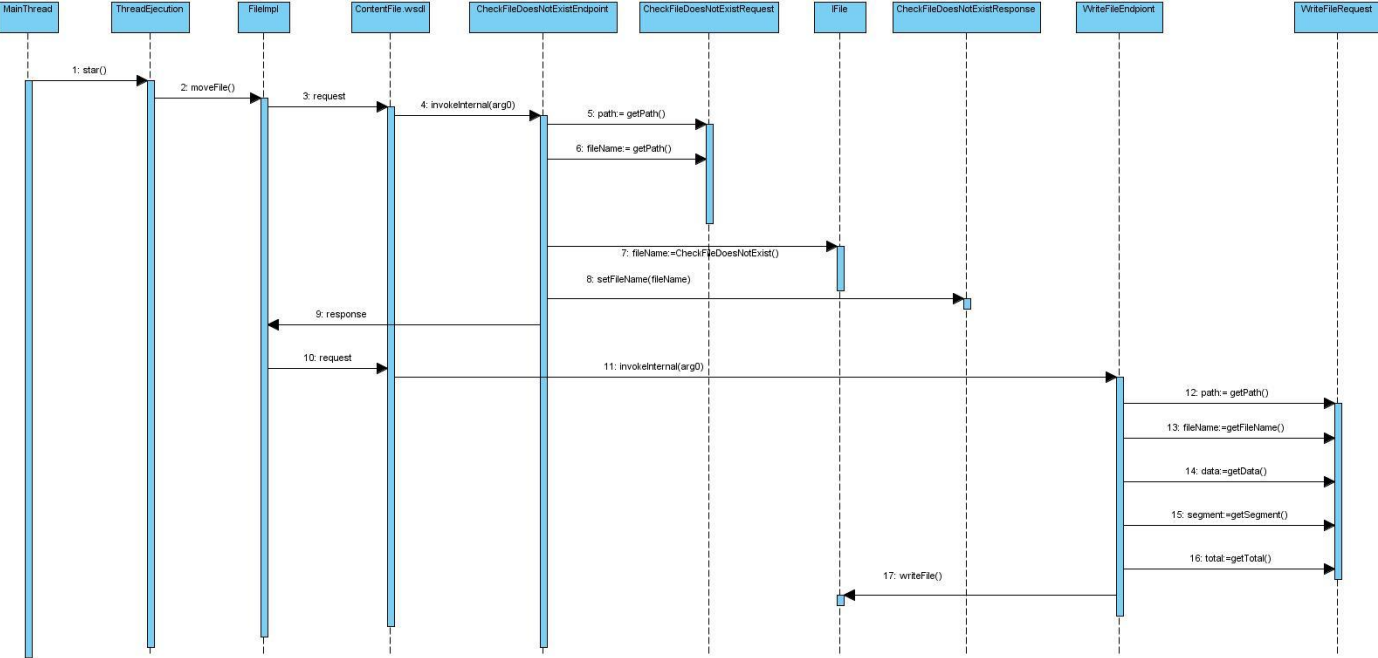 MainThread
ThreadExecution
FileImpl
ContentFile.wsdl
CheckFileDoesNotExistEndpoint
CheckFileDoesNotExistRequest
IFile
CheckFileDoesNotExistResponse
WriteFileEndpiont
WriteFileRequest
1: star()
2: moveFile()
3: request
4: invokeInternal(arg0)
5: path:= getPath()
6: fileName:= getPath()
7: fileName:=CheckFileDoesNotExist()
8: setFileName(fileName)
9: response
10: request
11: invokeInternal(arg0)
12: path:= getPath()
13: fileName:=getFileName()
14: data:=getData()
15: segment:=getSegment()
16: total:=getTotal()
17: writeFile()